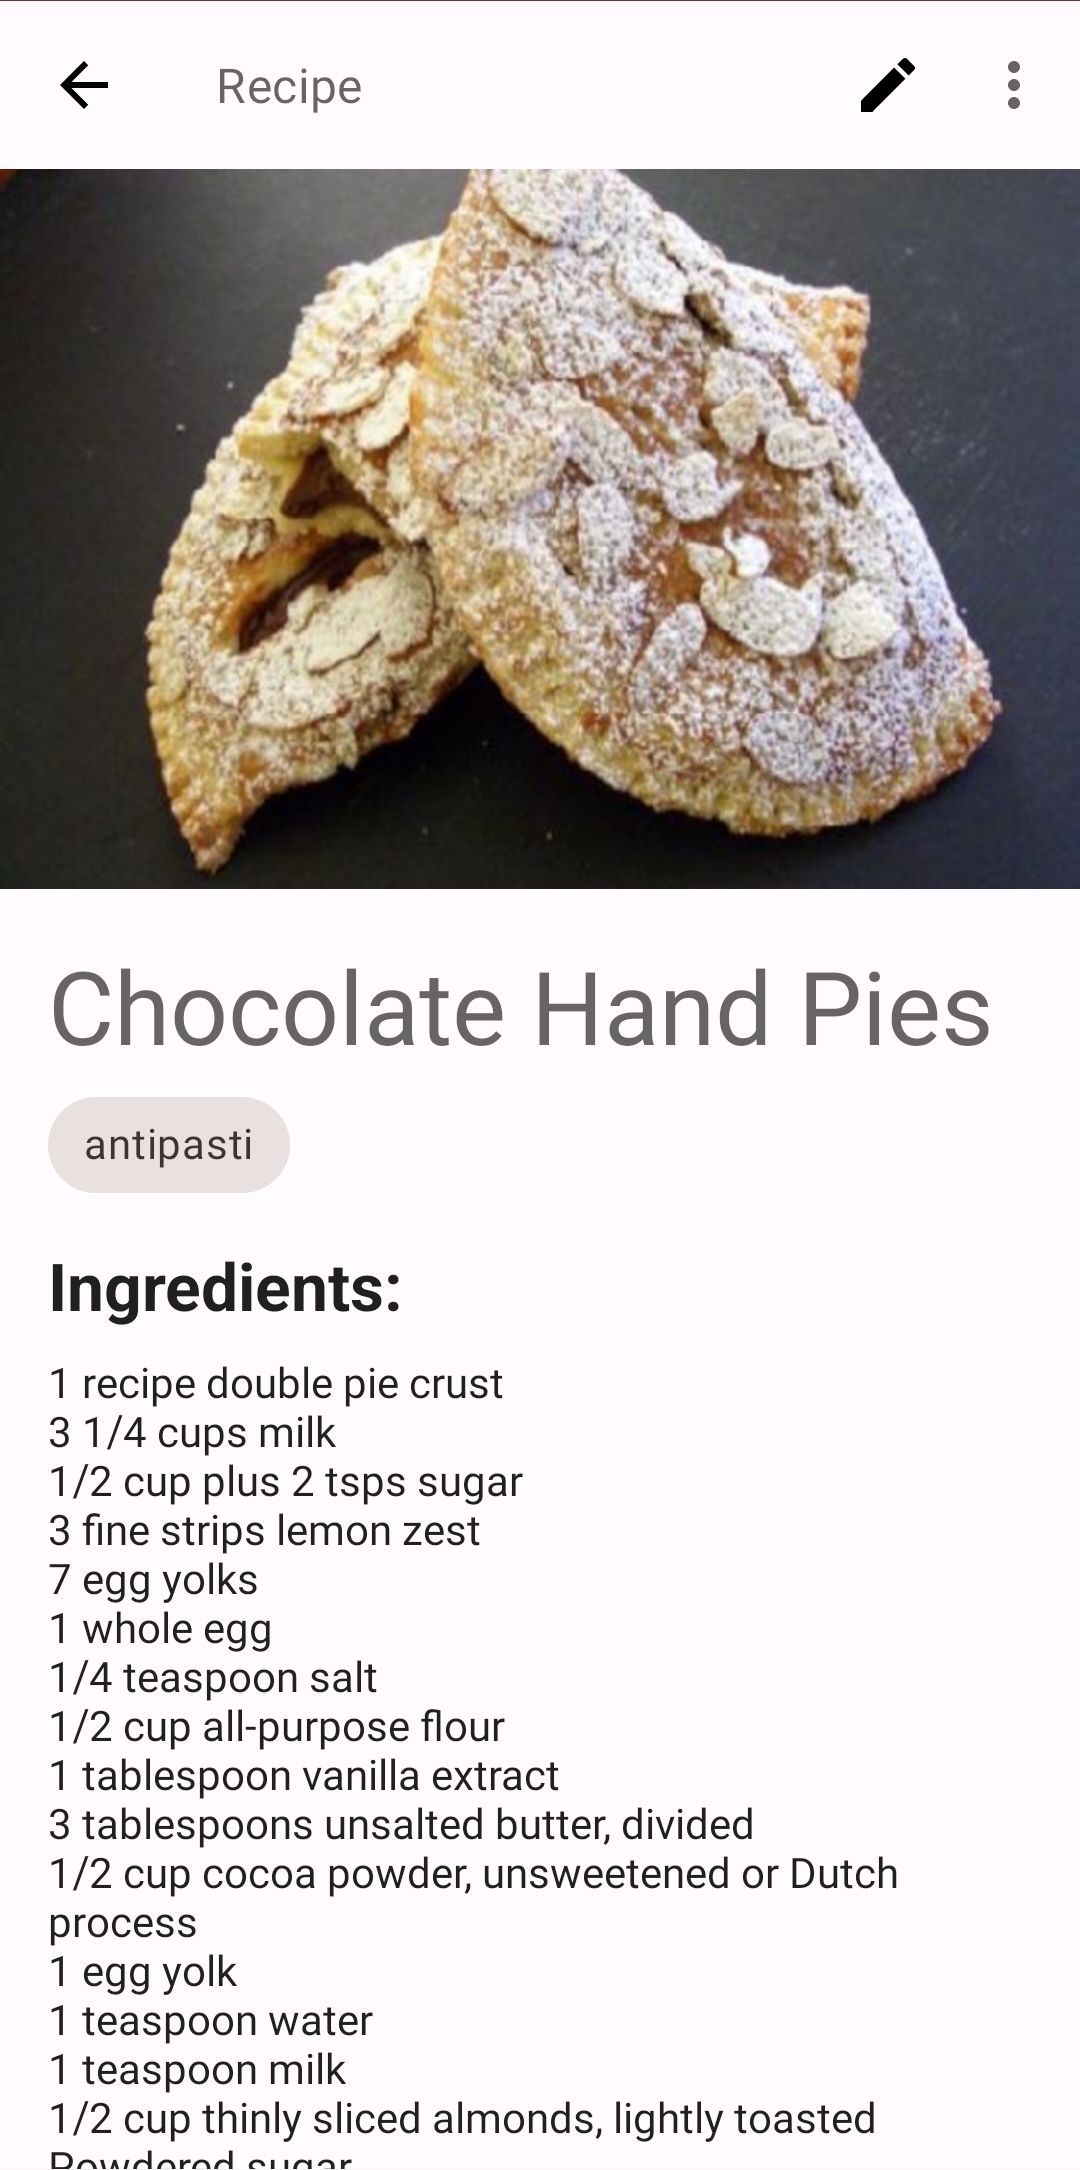 Recipe
Chocolate Hand Pies
antipasti
Ingredients:
1 recipe double pie crust
3 1/4 cups milk
1/2 cup plus 2 tsps sugar
3 fine strips lemon zest
7 egg yolks
1 whole egg
1/4 teaspoon salt
1/2 cup all-purpose flour
1 tablespoon vanilla extract
3 tablespoons unsalted butter, divided
1/2 cup cocoa powder, unsweetened or Dutch
process
1 egg yolk
1 teaspoon water
1 teaspoon milk
1/2 cup thinly sliced almonds, lightly toasted
Powdered sugar